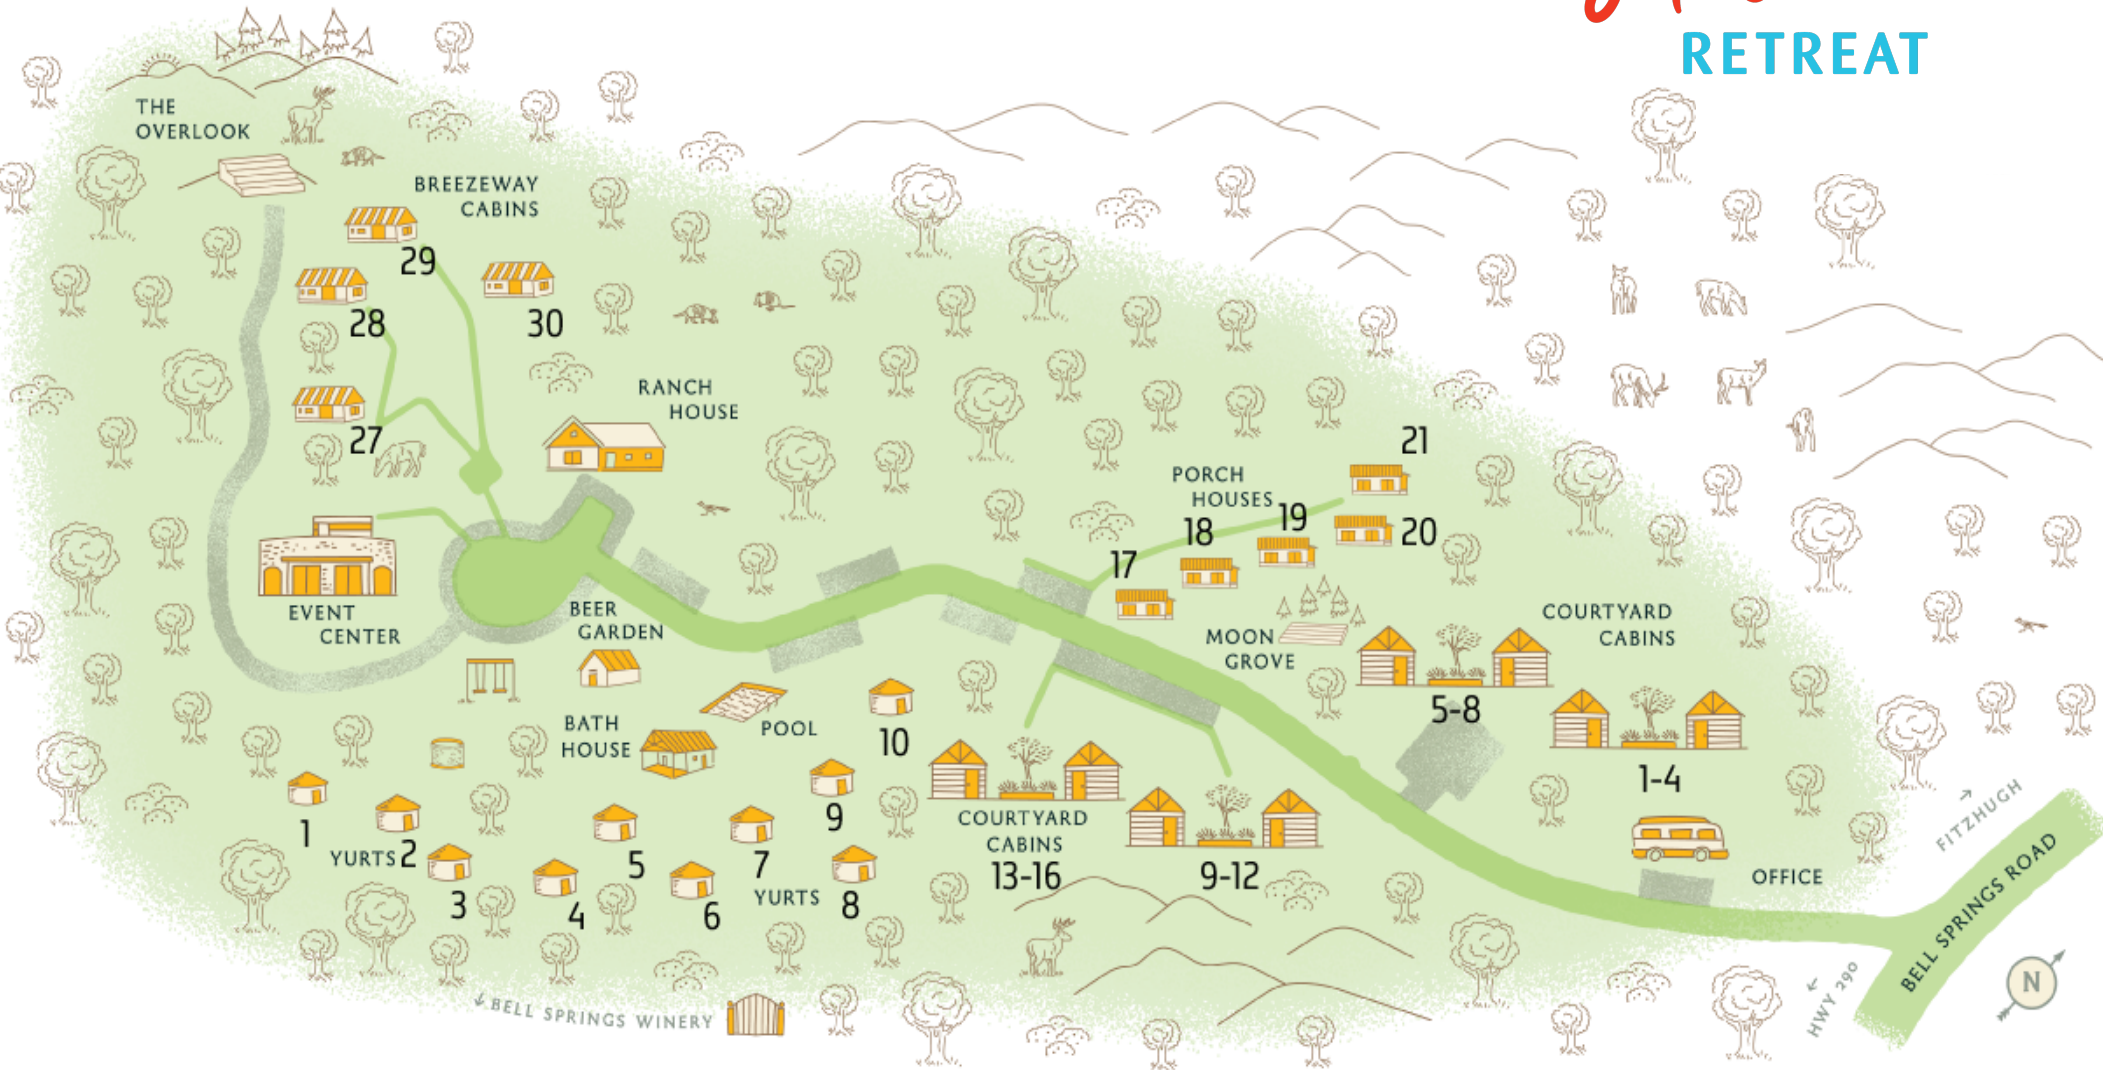 RETREAT
THE
OVERLOOK
BREEZEWAY
CABINS
29
28
30
27
RANCH
HOUSE
EVENT
CENTER
BEER
GARDEN
BATH
HOUSE
POOL
10
9
1
YURTS 2
3
4
5
6
7
YURTS
8
PORCH
HOUSES
17
18
19
20
21
MOON
GROVE
COURTYARD
CABINS
5-8
1-4
COURTYARD
CABINS
13-16
9-12
OFFICE
FITZHUGH
BELL SPRINGS ROAD
HWY 290
N
BELL SPRINGS WINERY